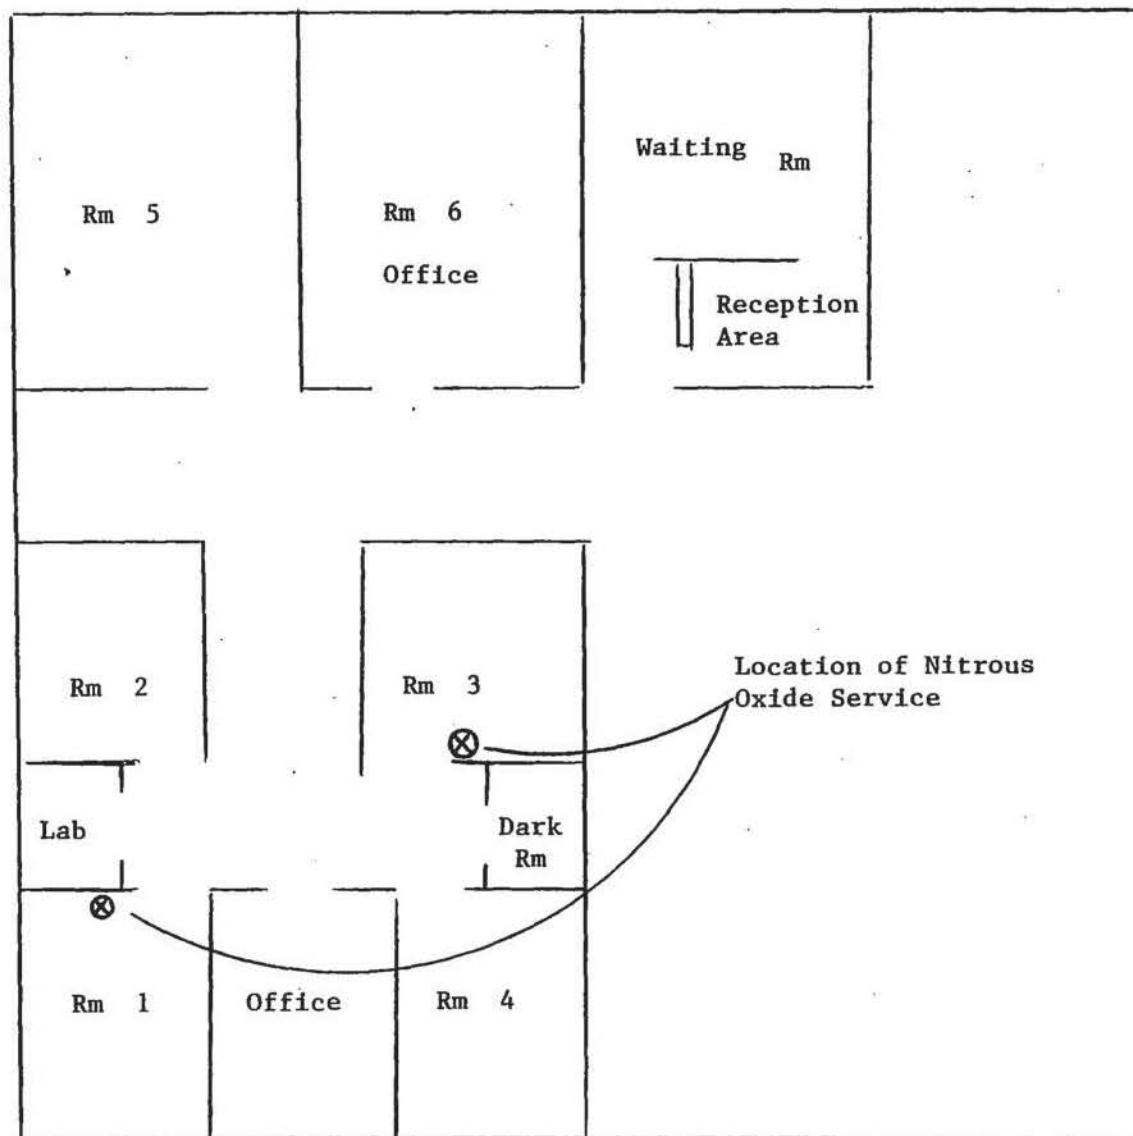 Waiting Rm
Rm 5
Rm 6
Office
Reception
Area
Rm 2
Rm 3
Location of Nitrous
Oxide Service
Lab
Dark
Rm
Rm 1
Office
Rm 4